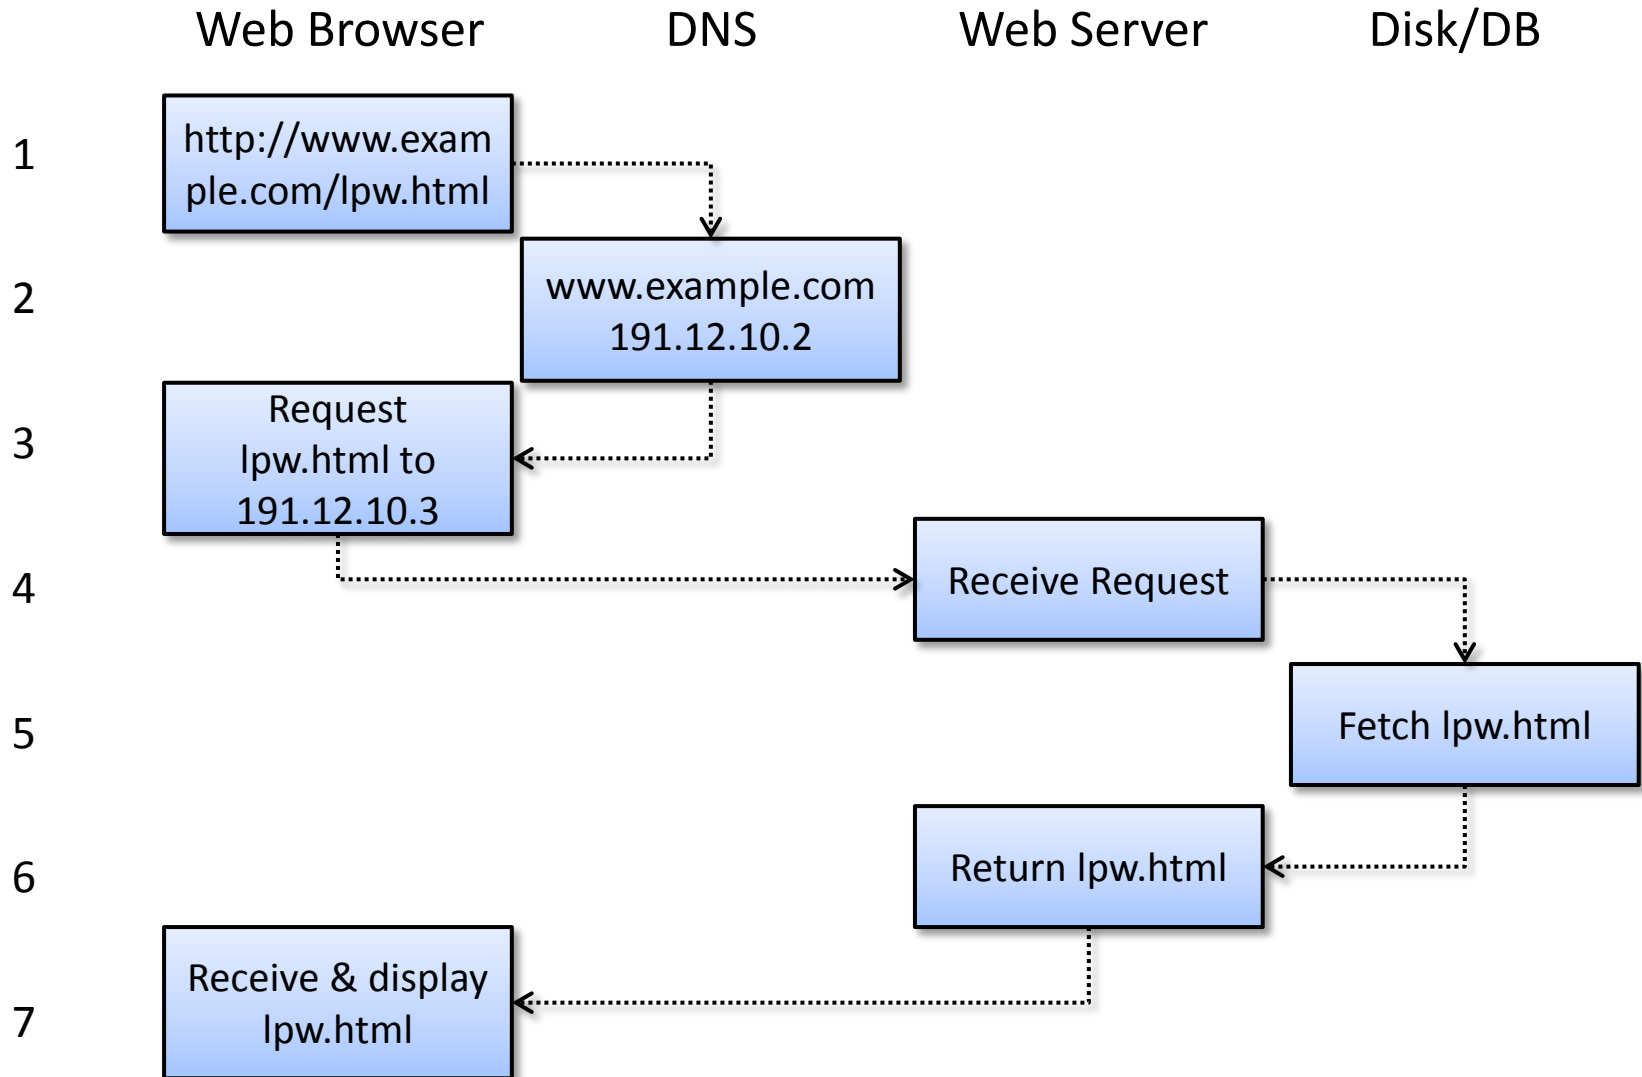 Web Browser
DNS
Web Server
Disk/DB
1
http://www.exam
ple.com/lpw.html
2
www.example.com
191.12.10.2
3
Request
lpw.html to
191.12.10.3
4
Receive Request
5
Fetch lpw.html
6
Return lpw.html
7
Receive & display
lpw.html